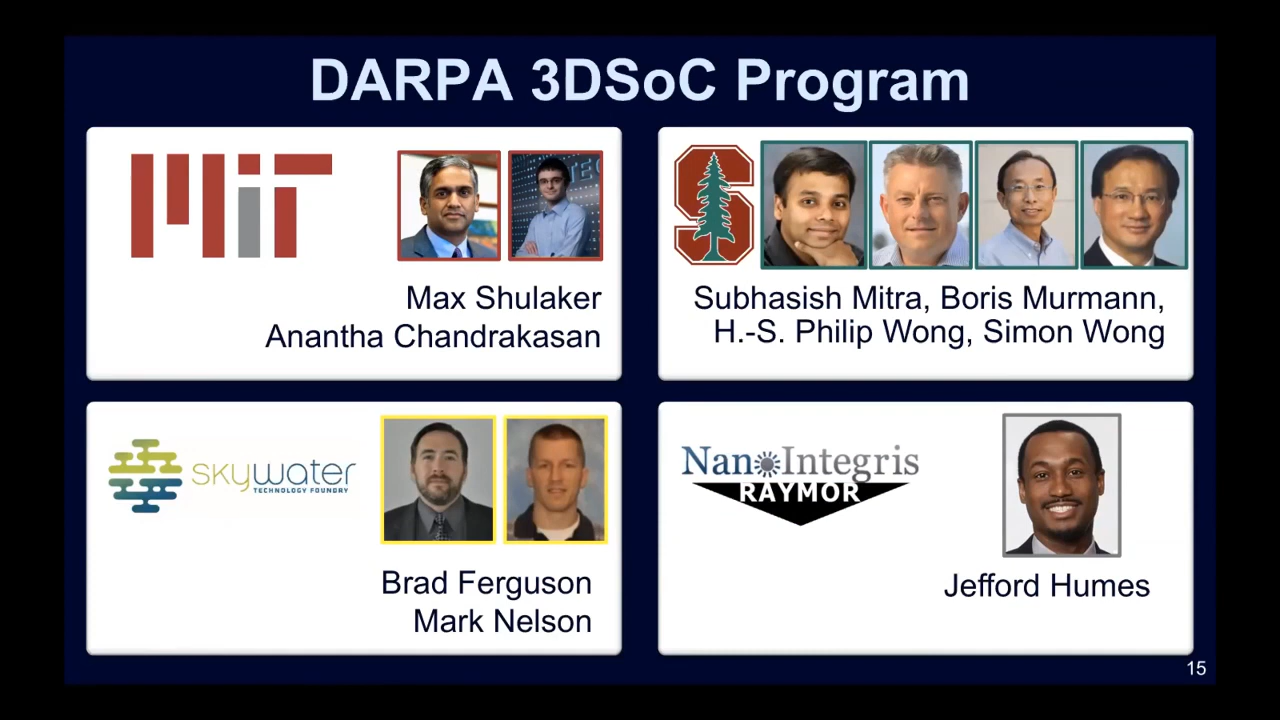 DARPA 3DSoC Program
MiT
Max Shulaker
Anantha Chandrakasan
S
Subhasish Mitra, Boris Murmann,
H.-S. Philip Wong, Simon Wong
skywater
TECHNOLOGY FOUNDRY
Brad Ferguson
Mark Nelson
NanoIntegris
RAYMOR
Jefford Humes
15